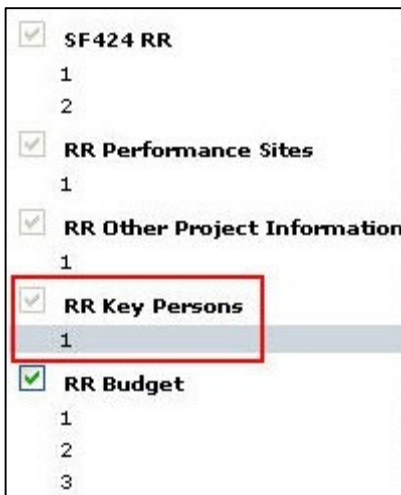 SF424 RR
1
2
RR Performance Sites
1
RR Other Project Information
1
RR Key Persons
1
RR Budget
1
2
3